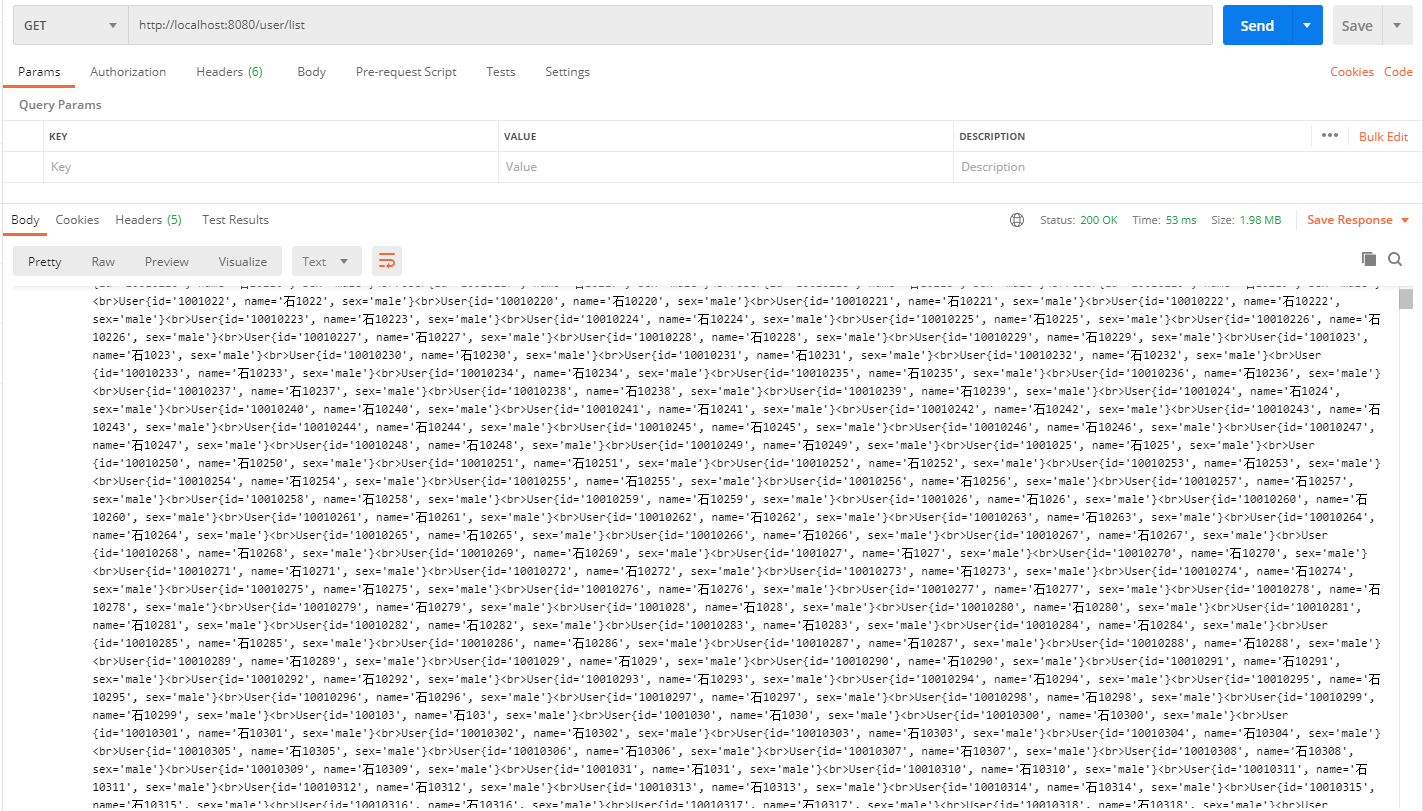 GET
http://localhost:8080/user/list
Send
Save
Params
Authorization
Headers (6)
Body
Pre-request Script
Tests
Settings
Cookies
Code
Query Params
KEY
VALUE
DESCRIPTION
•••
Bulk Edit
Key
Value
Description
Body
Cookies
Headers (5)
Test Results
Status: 200 OK
Time: 53 ms
Size: 1.98 MB
Save Response
Pretty
Raw
Preview
Visualize
Text
<br>User{id='1001022', name='石1022', sex='male'}<br>User{id='10010220', name='石10220', sex='male'}<br>User{id='10010221', name='石10221', sex='male'}<br>User{id='10010222', name='石10222',
sex='male'}<br>User{id='10010223', name='石10223', sex='male'}<br>User{id='10010224', name='石10224', sex='male'}<br>User{id='10010225', name='石10225', sex='male'}<br>User{id='10010226', name='石
10226', sex='male'}<br>User{id='10010227', name='石10227', sex='male'}<br>User{id='10010228', name='石10228', sex='male'}<br>User{id='10010229', name='石10229', sex='male'}<br>User{id='1001023',
name='石1023', sex='male'}<br>User{id='10010230', name='石10230', sex='male'}<br>User{id='10010231', name='石10231', sex='male'}<br>User{id='10010232', name='石10232', sex='male'}<br>User
{id='10010233', name='石10233', sex='male'}<br>User{id='10010234', name='石10234', sex='male'}<br>User{id='10010235', name='石10235', sex='male'}<br>User{id='10010236', name='石10236', sex='male'}
<br>User{id='10010237', name='石10237', sex='male'}<br>User{id='10010238', name='石10238', sex='male'}<br>User{id='10010239', name='石10239', sex='male'}<br>User{id='1001024', name='石1024',
sex='male'}<br>User{id='10010240', name='石10240', sex='male'}<br>User{id='10010241', name='石10241', sex='male'}<br>User{id='10010242', name='石10242', sex='male'}<br>User{id='10010243', name='石
10243', sex='male'}<br>User{id='10010244', name='石10244', sex='male'}<br>User{id='10010245', name='石10245', sex='male'}<br>User{id='10010246', name='石10246', sex='male'}<br>User{id='10010247',
name='石10247', sex='male'}<br>User{id='10010248', name='石10248', sex='male'}<br>User{id='10010249', name='石10249', sex='male'}<br>User{id='1001025', name='石1025', sex='male'}<br>User
{id='10010250', name='石10250', sex='male'}<br>User{id='10010251', name='石10251', sex='male'}<br>User{id='10010252', name='石10252', sex='male'}<br>User{id='10010253', name='石10253', sex='male'}
<br>User{id='10010254', name='石10254', sex='male'}<br>User{id='10010255', name='石10255', sex='male'}<br>User{id='10010256', name='石10256', sex='male'}<br>User{id='10010257', name='石10257',
sex='male'}<br>User{id='10010258', name='石10258', sex='male'}<br>User{id='10010259', name='石10259', sex='male'}<br>User{id='1001026', name='石1026', sex='male'}<br>User{id='10010260', name='石
10260', sex='male'}<br>User{id='10010261', name='石10261', sex='male'}<br>User{id='10010262', name='石10262', sex='male'}<br>User{id='10010263', name='石10263', sex='male'}<br>User{id='10010264',
name='石10264', sex='male'}<br>User{id='10010265', name='石10265', sex='male'}<br>User{id='10010266', name='石10266', sex='male'}<br>User{id='10010267', name='石10267', sex='male'}<br>User
{id='10010268', name='石10268', sex='male'}<br>User{id='10010269', name='石10269', sex='male'}<br>User{id='1001027', name='石1027', sex='male'}<br>User{id='10010270', name='石10270', sex='male'}
<br>User{id='10010271', name='石10271', sex='male'}<br>User{id='10010272', name='石10272', sex='male'}<br>User{id='10010273', name='石10273', sex='male'}<br>User{id='10010274', name='石10274',
sex='male'}<br>User{id='10010275', name='石10275', sex='male'}<br>User{id='10010276', name='石10276', sex='male'}<br>User{id='10010277', name='石10277', sex='male'}<br>User{id='10010278', name='石
10278', sex='male'}<br>User{id='10010279', name='石10279', sex='male'}<br>User{id='1001028', name='石1028', sex='male'}<br>User{id='10010280', name='石10280', sex='male'}<br>User{id='10010281',
name='石10281', sex='male'}<br>User{id='10010282', name='石10282', sex='male'}<br>User{id='10010283', name='石10283', sex='male'}<br>User{id='10010284', name='石10284', sex='male'}<br>User
{id='10010285', name='石10285', sex='male'}<br>User{id='10010286', name='石10286', sex='male'}<br>User{id='10010287', name='石10287', sex='male'}<br>User{id='10010288', name='石10288', sex='male'}
<br>User{id='10010289', name='石10289', sex='male'}<br>User{id='1001029', name='石1029', sex='male'}<br>User{id='10010290', name='石10290', sex='male'}<br>User{id='10010291', name='石10291',
sex='male'}<br>User{id='10010292', name='石10292', sex='male'}<br>User{id='10010293', name='石10293', sex='male'}<br>User{id='10010294', name='石10294', sex='male'}<br>User{id='10010295', name='石
10295', sex='male'}<br>User{id='10010296', name='石10296', sex='male'}<br>User{id='10010297', name='石10297', sex='male'}<br>User{id='10010298', name='石10298', sex='male'}<br>User{id='10010299',
name='石10299', sex='male'}<br>User{id='100103', name='石103', sex='male'}<br>User{id='1001030', name='石1030', sex='male'}<br>User{id='10010300', name='石10300', sex='male'}<br>User
{id='10010301', name='石10301', sex='male'}<br>User{id='10010302', name='石10302', sex='male'}<br>User{id='10010303', name='石10303', sex='male'}<br>User{id='10010304', name='石10304', sex='male'}
<br>User{id='10010305', name='石10305', sex='male'}<br>User{id='10010306', name='石10306', sex='male'}<br>User{id='10010307', name='石10307', sex='male'}<br>User{id='10010308', name='石10308',
sex='male'}<br>User{id='10010309', name='石10309', sex='male'}<br>User{id='1001031', name='石1031', sex='male'}<br>User{id='10010310', name='石10310', sex='male'}<br>User{id='10010311', name='石
10311', sex='male'}<br>User{id='10010312', name='石10312', sex='male'}<br>User{id='10010313', name='石10313', sex='male'}<br>User{id='10010314', name='石10314', sex='male'}<br>User{id='10010315',
name='石10315', sex='male'}<br>User{id='10010316', name='石10316', sex='male'}<br>User{id='10010317', name='石10317', sex='male'}<br>User{id='10010318', name='石10318', sex='male'}<br>User